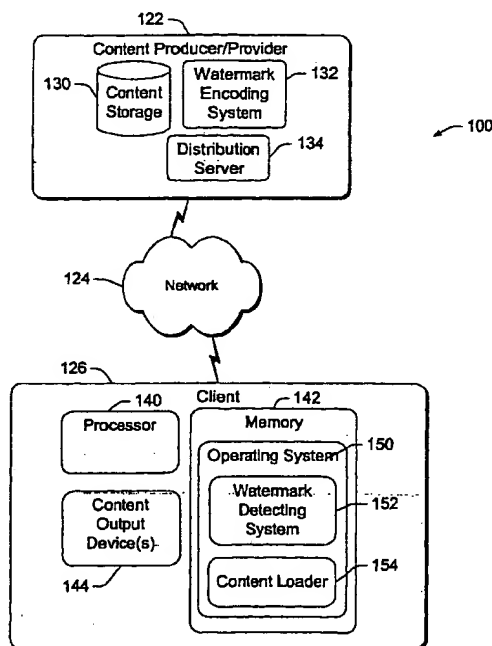 122
Content Producer/Provider
130
Content
Storage
Watermark
Encoding
System
132
Distribution
Server
134
100
124
Network
126
Client
140
Processor
142
Memory
Operating System
150
Watermark
Detecting
System
152
Content
Output
Device(s)
144
Content Loader
154